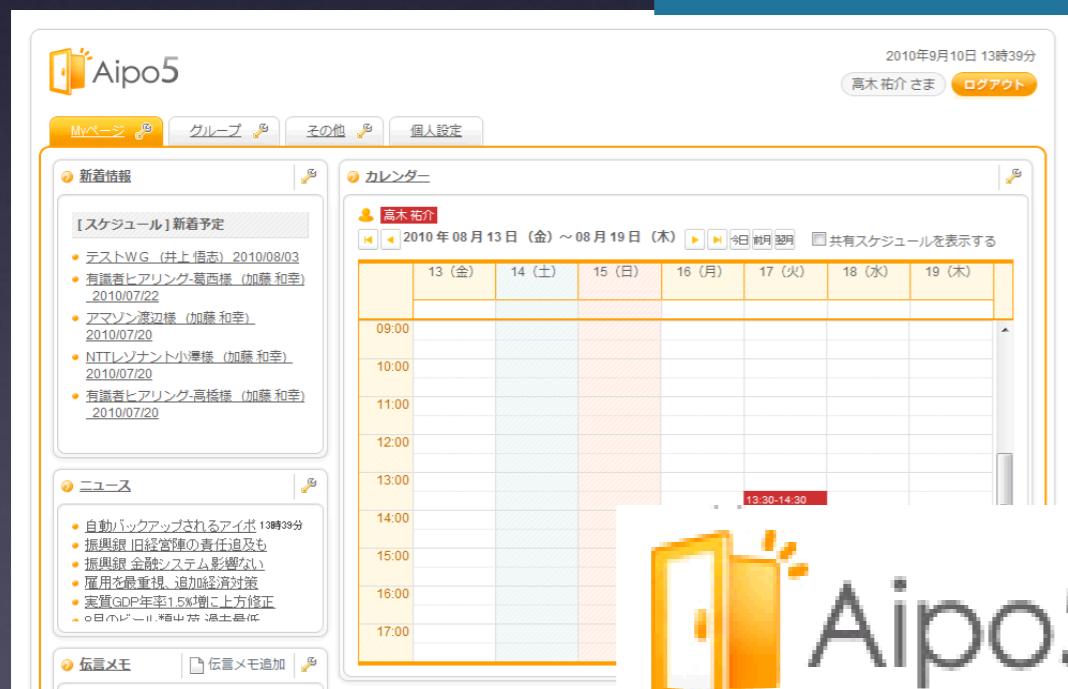 Aipo5
2010年9月10日 13時39分
高木 祐介 さま
ログアウト
Myページ
グループ
その他
個人設定
新着情報
[ スケジュール ] 新着予定
テストWG (井上 悟志) 2010/08/03
有識者ヒアリング-葛西様 (加藤 和幸)
2010/07/22
アマゾン渡辺様 (加藤 和幸)
2010/07/20
NTTレゾナント小澤様 (加藤 和幸)
2010/07/20
有識者ヒアリング-高橋様 (加藤 和幸)
2010/07/20
ニュース
自動バックアップされるアイポ 13時39分
振興銀 旧経営陣の責任追及も
振興銀 金融システム影響ない
雇用を最重視、追加経済対策
実質GDP年率1.5%増に上方修正
伝言メモ
伝言メモ追加
カレンダー
高木 祐介
2010 年 08 月 13 日 (金) ~ 08 月 19 日 (木)
今日 前月 翌月
共有スケジュールを表示する
13 (金) 14 (土) 15 (日) 16 (月) 17 (火) 18 (水) 19 (木)
09:00
10:00
11:00
12:00
13:00
13:30-14:30
14:00
15:00
16:00
17:00
Aipo5